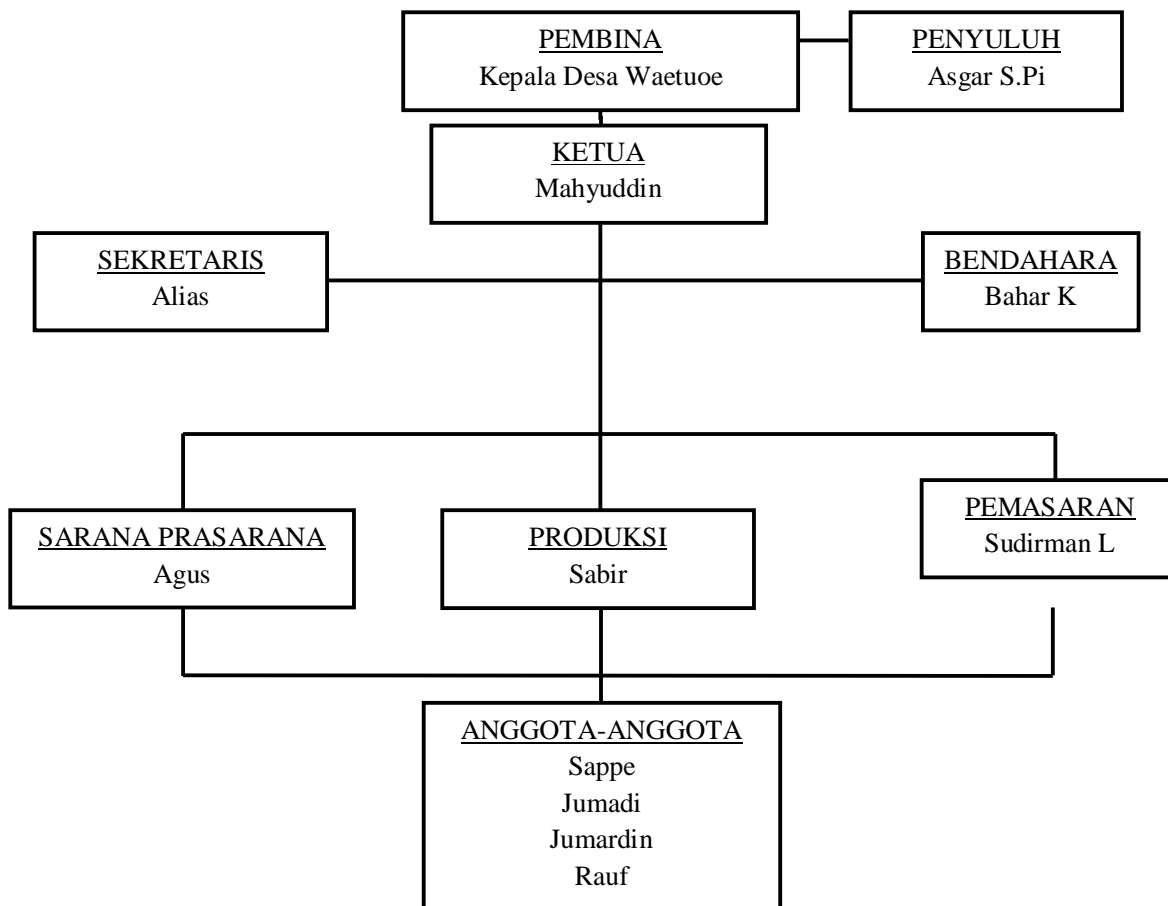 PEMBINA
Kepala Desa Waetuoe
PENYULUH
Asgar S.Pi
KETUA
Mahyuddin
SEKRETARIS
Alias
BENDAHARA
Bahar K
SARANA PRASARANA
Agus
PRODUKSI
Sabir
PEMASARAN
Sudirman L
ANGGOTA-ANGGOTA
Sappe
Jumadi
Jumardin
Rauf